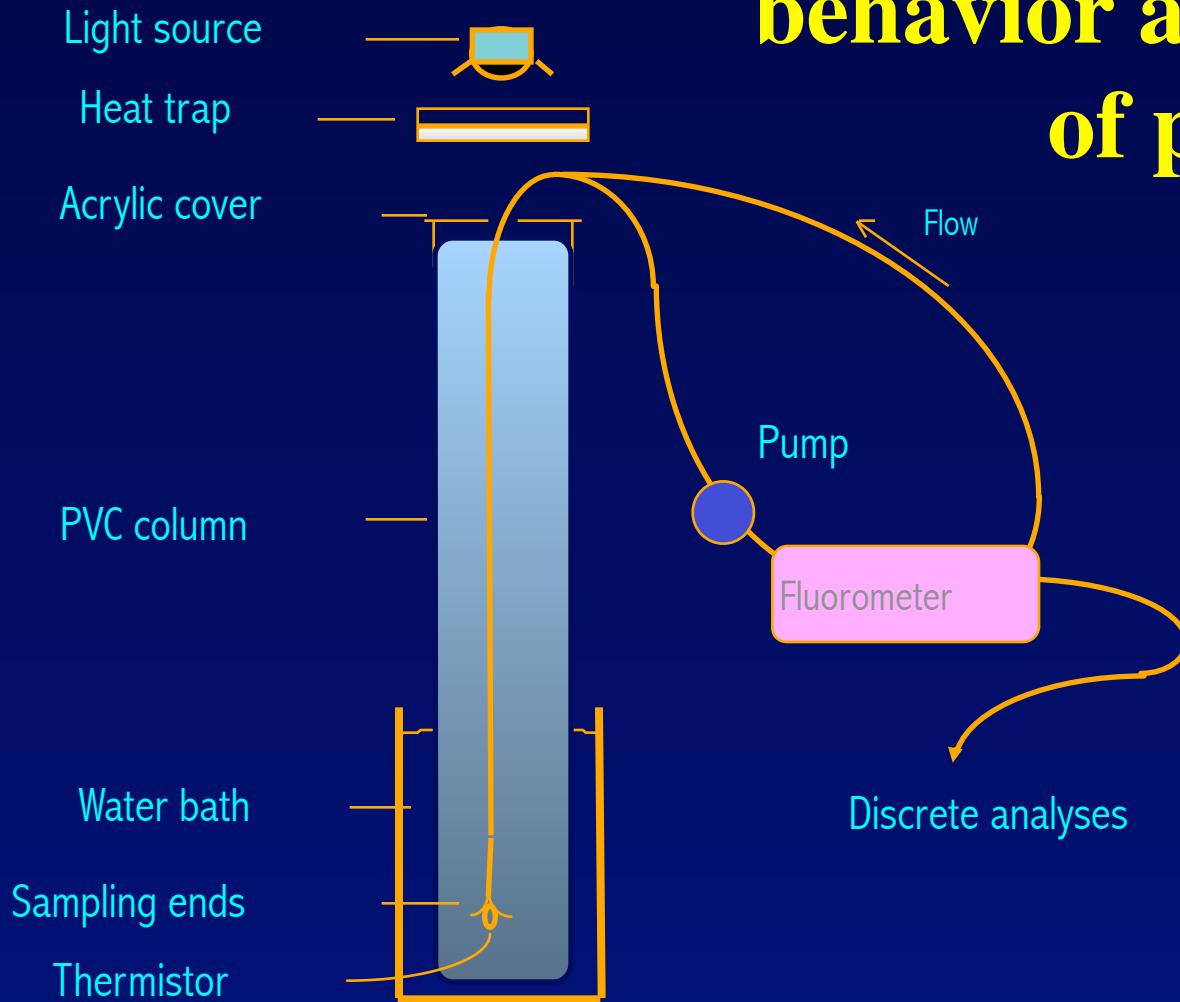 behavior a
of p
Light source
Heat trap
Acrylic cover
Flow
Pump
PVC column
Fluorometer
Water bath
Discrete analyses
Sampling ends
Thermistor